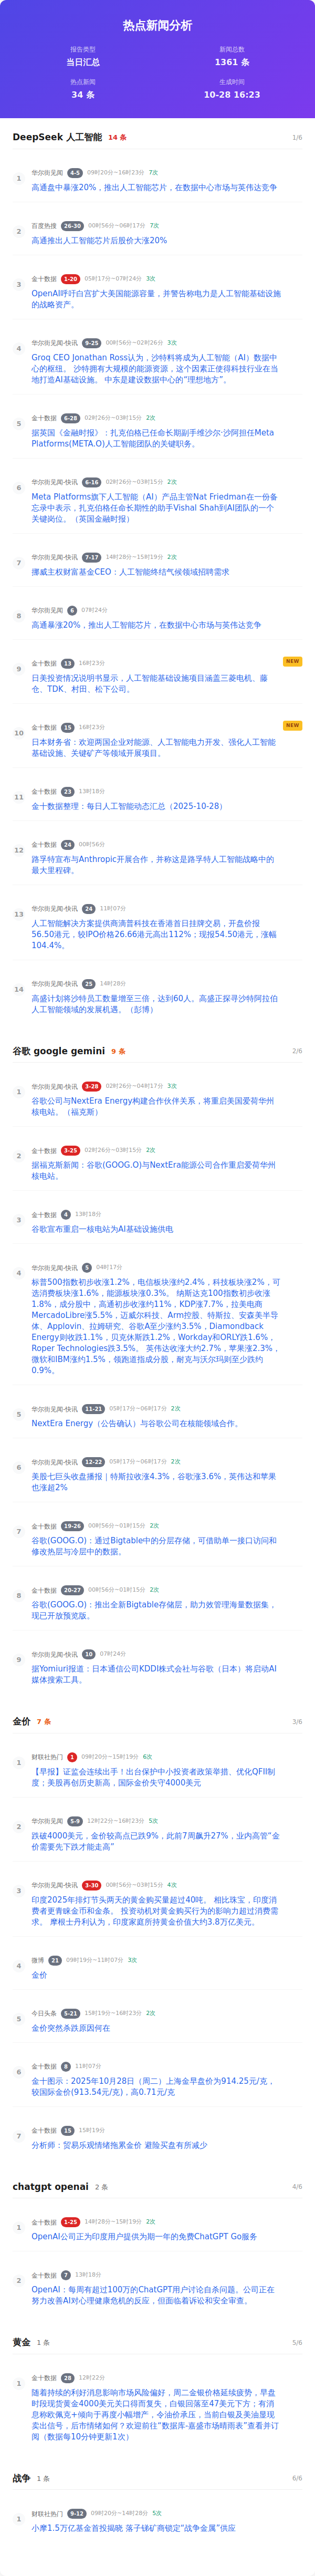 热点新闻分析
报告类型
当日汇总
新闻总数
1361 条
热点新闻
34 条
生成时间
10-28 16:23
DeepSeek 人工智能 14 条 1/6
1 华尔街见闻 4-5 09时20分~16时23分 7次
高通盘中暴涨20%，推出人工智能芯片，在数据中心市场与英伟达竞争
2 百度热搜 26-30 00时56分~06时17分 7次
高通推出人工智能芯片后股价大涨20%
3 金十数据 1-20 05时17分~07时24分 3次
OpenAI呼吁白宫扩大美国能源容量，并警告称电力是人工智能基础设施
的战略资产。
4 华尔街见闻-快讯 9-25 00时56分~02时26分 3次
Groq CEO Jonathan Ross认为，沙特料将成为人工智能（AI）数据中
心的枢纽。 沙特拥有大规模的能源资源，这个因素正使得科技行业在当
地打造AI基础设施。 中东是建设数据中心的“理想地方”。
5 金十数据 6-28 02时26分~03时15分 2次
据英国《金融时报》：扎克伯格已任命长期副手维沙尔·沙阿担任Meta
Platforms(META.O)人工智能团队的关键职务。
6 华尔街见闻-快讯 6-16 02时26分~03时15分 2次
Meta Platforms旗下人工智能（AI）产品主管Nat Friedman在一份备
忘录中表示，扎克伯格任命长期性的助手Vishal Shah到AI团队的一个
关键岗位。（英国金融时报）
7 华尔街见闻-快讯 7-17 14时28分~15时19分 2次
挪威主权财富基金CEO：人工智能终结气候领域招聘需求
8 华尔街见闻 6 07时24分
高通暴涨20%，推出人工智能芯片，在数据中心市场与英伟达竞争
9 金十数据 13 16时23分 NEW
日美投资情况说明书显示，人工智能基础设施项目涵盖三菱电机、藤
仓、TDK、村田、松下公司。
10 金十数据 15 16时23分 NEW
日本财务省：欢迎两国企业对能源、人工智能电力开发、强化人工智能
基础设施、关键矿产等领域开展项目。
11 金十数据 23 13时18分
金十数据整理：每日人工智能动态汇总（2025-10-28）
12 金十数据 24 00时56分
路孚特宣布与Anthropic开展合作，并称这是路孚特人工智能战略中的
最大里程碑。
13 华尔街见闻-快讯 24 11时07分
人工智能解决方案提供商滴普科技在香港首日挂牌交易，开盘价报
56.50港元，较IPO价格26.66港元高出112%；现报54.50港元，涨幅
104.4%。
14 华尔街见闻-快讯 25 14时28分
高盛计划将沙特员工数量增至三倍，达到60人。高盛正探寻沙特阿拉伯
人工智能领域的发展机遇。（彭博）
谷歌 google gemini 9 条 2/6
1 华尔街见闻-快讯 3-28 02时26分~04时17分 3次
谷歌公司与NextEra Energy构建合作伙伴关系，将重启美国爱荷华州
核电站。（福克斯）
2 金十数据 3-25 02时26分~03时15分 2次
据福克斯新闻：谷歌(GOOG.O)与NextEra能源公司合作重启爱荷华州
核电站。
3 金十数据 4 13时18分
谷歌宣布重启一核电站为AI基础设施供电
4 华尔街见闻-快讯 5 04时17分
标普500指数初步收涨1.2%，电信板块涨约2.4%，科技板块涨2%，可
选消费板块涨1.6%，能源板块涨0.3%。 纳斯达克100指数初步收涨
1.8%，成分股中，高通初步收涨约11%，KDP涨7.7%，拉美电商
MercadoLibre涨5.5%，迈威尔科技、Arm控股、特斯拉、安森美半导
体、Applovin、拉姆研究、谷歌A至少涨约3.5%，Diamondback
Energy则收跌1.1%，贝克休斯跌1.2%，Workday和ORLY跌1.6%，
Roper Technologies跌3.5%。 英伟达收涨大约2.7%，苹果涨2.3%，
微软和IBM涨约1.5%，领跑道指成分股，耐克与沃尔玛则至少跌约
0.9%。
5 华尔街见闻-快讯 11-21 05时17分~06时17分 2次
NextEra Energy（公告确认）与谷歌公司在核能领域合作。
6 华尔街见闻-快讯 12-22 05时17分~06时17分 2次
美股七巨头收盘播报｜特斯拉收涨4.3%，谷歌涨3.6%，英伟达和苹果
也涨超2%
7 金十数据 19-26 00时56分~01时15分 2次
谷歌(GOOG.O)：通过Bigtable中的分层存储，可借助单一接口访问和
修改热层与冷层中的数据。
8 金十数据 20-27 00时56分~01时15分 2次
谷歌(GOOG.O)：推出全新Bigtable存储层，助力效管理海量数据集，
现已开放预览版。
9 华尔街见闻-快讯 10 07时24分
据Yomiuri报道：日本通信公司KDDI株式会社与谷歌（日本）将启动AI
媒体搜索工具。
金价 7 条 3/6
1 财联社热门 1 09时20分~15时19分 6次
【早报】证监会连续出手！出台保护中小投资者政策举措、优化QFII制
度；美股再创历史新高，国际金价失守4000美元
2 华尔街见闻 5-9 12时22分~16时23分 5次
跌破4000美元，金价较高点已跌9%，此前7周飙升27%，业内高管“金
价需要先下跌才能走高”
3 华尔街见闻-快讯 3-30 00时56分~03时15分 4次
印度2025年排灯节头两天的黄金购买量超过40吨。 相比珠宝，印度消
费者更青睐金币和金条。 投资动机对黄金购买行为的影响力超过消费需
求。 摩根士丹利认为，印度家庭所持黄金价值大约3.8万亿美元。
4 微博 21 09时19分~11时07分 3次
金价
5 今日头条 5-21 15时19分~16时23分 2次
金价突然杀跌原因何在
6 金十数据 8 11时07分
金十图示：2025年10月28日（周二）上海金早盘价为914.25元/克，
较国际金价(913.54元/克)，高0.71元/克
7 金十数据 15 15时19分
分析师：贸易乐观情绪拖累金价 避险买盘有所减少
chatgpt openai 2 条 4/6
1 金十数据 1-25 14时28分~15时19分 2次
OpenAI公司正为印度用户提供为期一年的免费ChatGPT Go服务
2 金十数据 7 13时18分
OpenAI：每周有超过100万的ChatGPT用户讨论自杀问题。公司正在
努力改善AI对心理健康危机的反应，但面临着诉讼和安全审查。
黄金 1 条 5/6
1 金十数据 28 12时22分
随着持续的利好消息影响市场风险偏好，周二金银价格延续疲势，早盘
时段现货黄金4000美元关口得而复失，白银回落至47美元下方；有消
息称欧佩克+倾向于再度小幅增产，令油价承压，当前白银及美油显现
卖出信号，后市情绪如何？欢迎前往“数据库-嘉盛市场晴雨表”查看并订
阅（数据每10分钟更新1次）
战争 1 条 6/6
1 财联社热门 9-12 09时20分~14时28分 5次
小摩1.5万亿基金首投揭晓 落子锑矿商锁定“战争金属”供应